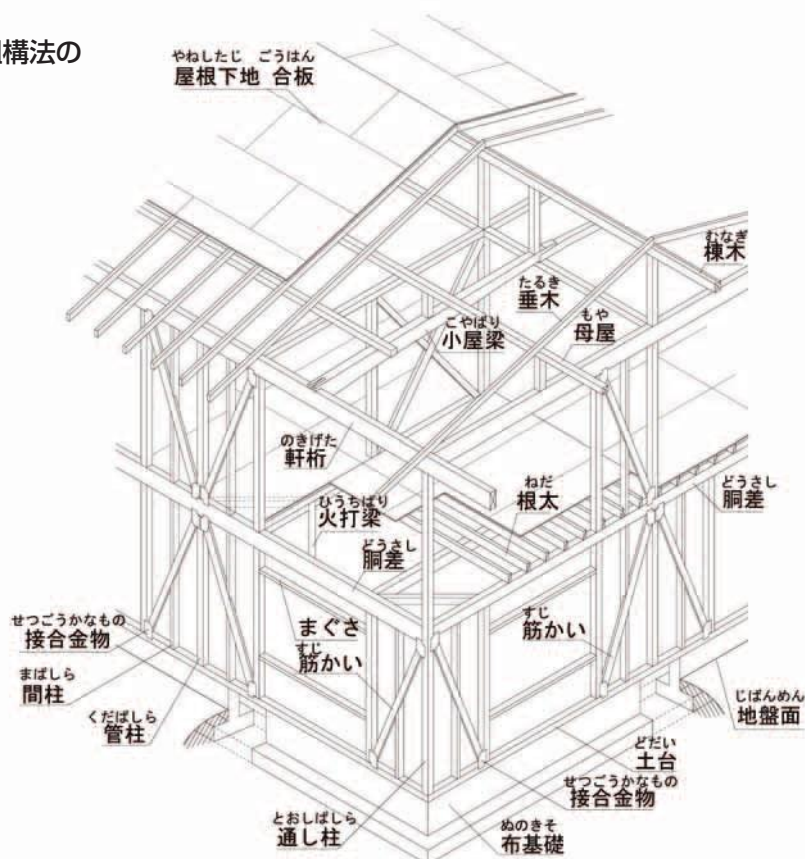 構法の
やねしたじ ごうはん
屋根下地 合板
むなぎ
棟木
たるき
垂木
もや
母屋
こやばり
小屋梁
のきげた
軒桁
ねだ
根太
どうさし
胴差
ひうちばり
火打梁
どうさし
胴差
せつごうかなもの
接合金物
まぐさ
すじ
筋かい
すじ
筋かい
まばしら
間柱
くだばしら
管柱
じばんめん
地盤面
どだい
土台
せつごうかなもの
接合金物
とおしばしら
通し柱
ぬのきそ
布基礎